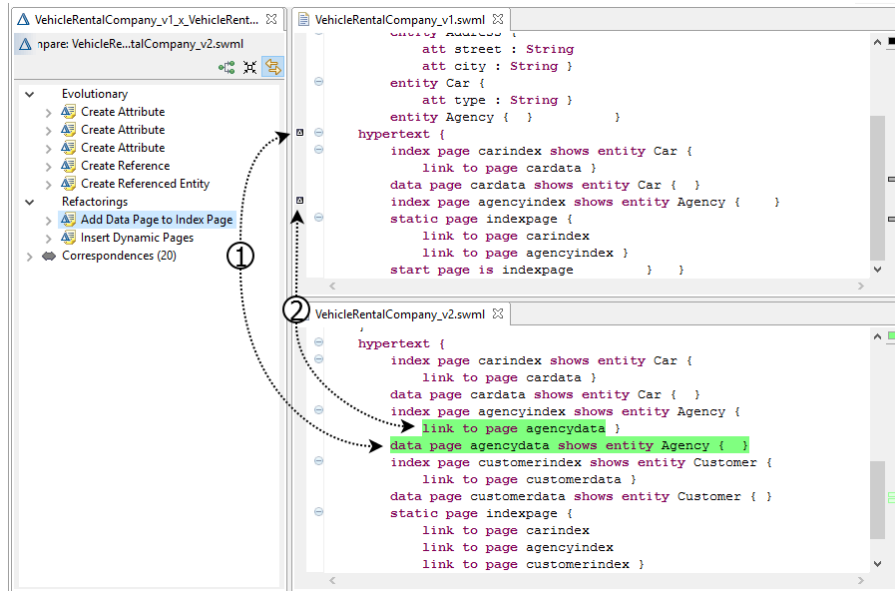 VehicleRentalCompany_v1_x_VehicleRent...
npare: VehicleRe...talCompany_v2.swml
Evolutionary
Create Attribute
Create Attribute
Create Attribute
Create Reference
Create Referenced Entity
Refactorings
Add Data Page to Index Page
Insert Dynamic Pages
Correspondences (20)
1
2
VehicleRentalCompany_v1.swml
entity Address {
att street : String
att city : String }
entity Car {
att type : String }
entity Agency { } }
hypertext {
index page carindex shows entity Car {
link to page cardata }
data page cardata shows entity Car { }
index page agencyindex shows entity Agency { }
static page indexpage {
link to page carindex
link to page agencyindex }
start page is indexpage } }
VehicleRentalCompany_v2.swml
}
hypertext {
index page carindex shows entity Car {
link to page cardata }
data page cardata shows entity Car { }
index page agencyindex shows entity Agency {
link to page agencydata }
data page agencydata shows entity Agency { }
index page customerindex shows entity Customer {
link to page customerdata }
data page customerdata shows entity Customer { }
static page indexpage {
link to page carindex
link to page agencyindex
link to page customerindex }